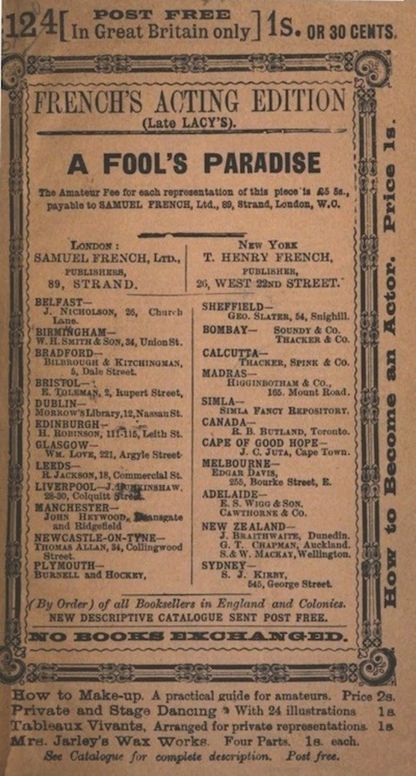 124 [ POST FREE
In Great Britain only ] 1s. OR 30 CENTS.
FRENCH'S ACTING EDITION
(Late LACY'S).
A FOOL'S PARADISE
The Amateur Fee for each representation of this piece is £5 5s.,
payable to SAMUEL FRENCH, Ltd., 89, Strand, London, W.C.
LONDON:
SAMUEL FRENCH, LTD.,
PUBLISHERS,
89, STRAND.
NEW YORK
T. HENRY FRENCH,
PUBLISHER,
26, WEST 22ND STREET.
BELFAST—
J. NICHOLSON, 26, Church
Lane.
BIRMINGHAM—
W. H. SMITH & SON, 34, Union St.
BRADFORD—
BILBROUGH & KITCHINGMAN,
5, Dale Street.
BRISTOL—
E. TOLEMAN, 2, Rupert Street,
DUBLIN—
MORROW'S Library, 12, Nassau St.
EDINBURGH—
H. ROBINSON, 111-115, Leith St.
GLASGOW—
WM. LOVE, 221, Argyle Street
LEEDS—
R. JACKSON, 18, Commercial St.
LIVERPOOL—J.
28-30, Colquitt Street.
MANCHESTER—
JOHN HEYWOOD, Deansgate
and Ridgefield
NEWCASTLE-ON-TYNE—
THOMAS ALLAN, 34, Collingwood
Street.
PLYMOUTH—
BURNELL and HOCKEY,
SHEFFIELD—
GEO. SLATER, 54, Snighill.
BOMBAY— SOUNDY & Co.
THACKER & Co.
CALCUTTA—
THACKER, SPINK & Co.
MADRAS—
HIGGINBOTHAM & Co.,
165, Mount Road.
SIMLA—
SIMLA FANCY REPOSITORY.
CANADA—
R. B. BUTLAND, Toronto.
CAPE OF GOOD HOPE—
J. C. JUTA, Cape Town.
MELBOURNE—
EDGAR DAVIS,
255, Bourke Street, E.
ADELAIDE—
E. S. WIGG & SON.
CAWTHORNE & Co.
NEW ZEALAND—
J. BRAITHWAITE, Dunedin.
G. T. CHAPMAN, Auckland.
S. & W. MACKAY, Wellington.
SYDNEY—
S. J. KIRBY,
545, George Street.
(By Order) of all Booksellers in England and Colonies.
NEW DESCRIPTIVE CATALOGUE SENT POST FREE.
NO BOOKS EXCHANGED.
How to Become an Actor. Price 1s.
How to Make-up. A practical guide for amateurs. Price 2s.
Private and Stage Dancing With 24 illustrations 1s
Tableaux Vivants. Arranged for private representations. 1s
Mrs. Jarley's Wax Works. Four Parts. 1s. each.
See Catalogue for complete description. Post free.